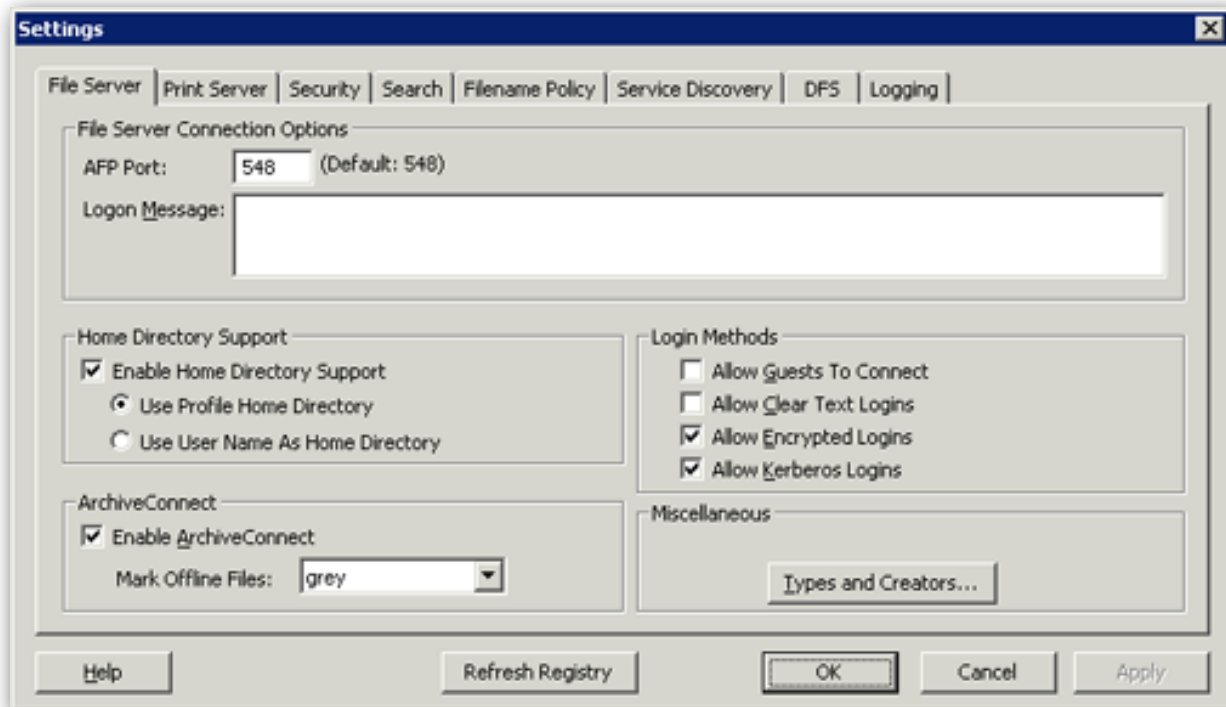 Settings
File Server Print Server Security Search Filename Policy Service Discovery DFS Logging
File Server Connection Options
AFP Port: 548 (Default: 548)
Logon Message:
Home Directory Support
Enable Home Directory Support
Use Profile Home Directory
Use User Name As Home Directory
Login Methods
Allow Guests To Connect
Allow Clear Text Logins
Allow Encrypted Logins
Allow Kerberos Logins
ArchiveConnect
Enable ArchiveConnect
Mark Offline Files: grey
Miscellaneous
Types and Creators...
Help Refresh Registry OK Cancel Apply